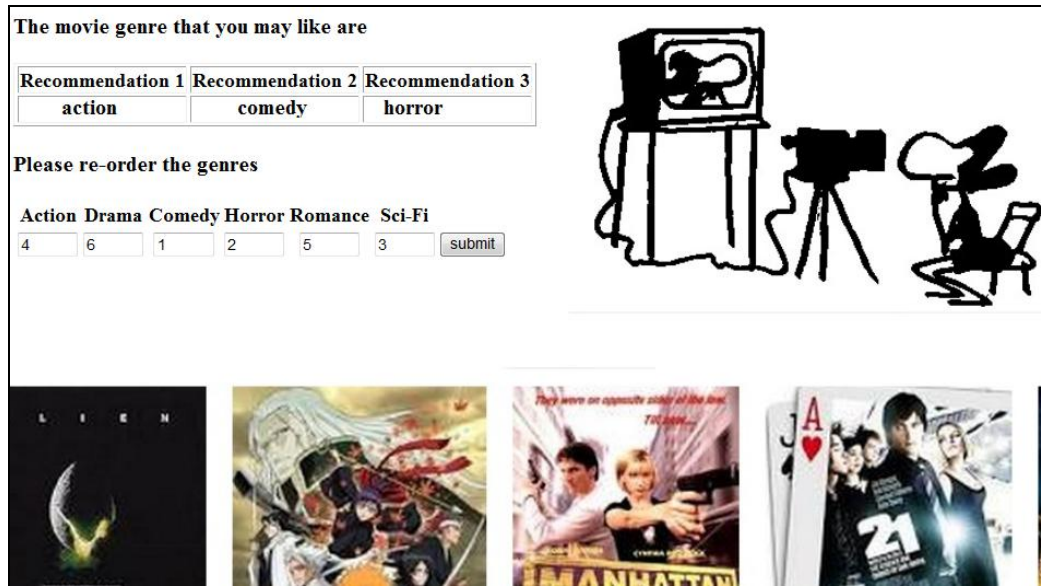 The movie genre that you may like are
Recommendation 1 Recommendation 2 Recommendation 3
action comedy horror
Please re-order the genres
Action Drama Comedy Horror Romance Sci-Fi
4 6 1 2 5 3 submit
L I E N
They were on opposite sides of the law.
J A
21
MANHATTAN